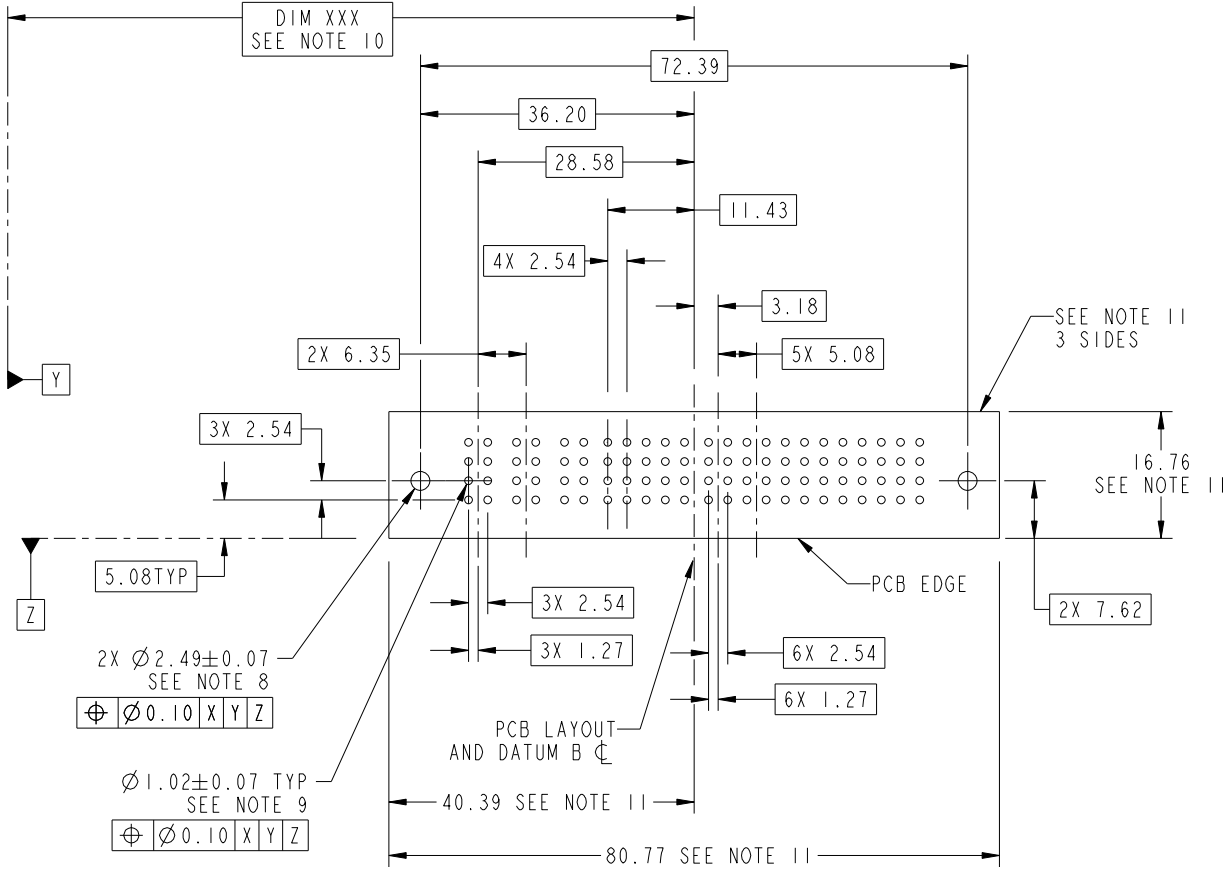 DIM XXX
SEE NOTE 10
72.39
36.20
28.58
11.43
4X 2.54
3.18
SEE NOTE 11
3 SIDES
2X 6.35
5X 5.08
Y
3X 2.54
16.76
SEE NOTE 11
5.08TYP
PCB EDGE
Z
3X 2.54
2X 7.62
3X 1.27
6X 2.54
2X Ø2.49±0.07
SEE NOTE 8
⌖ Ø0.10 X Y Z
6X 1.27
PCB LAYOUT
AND DATUM B ℄
Ø1.02±0.07 TYP
SEE NOTE 9
⌖ Ø0.10 X Y Z
40.39 SEE NOTE 11
80.77 SEE NOTE 11